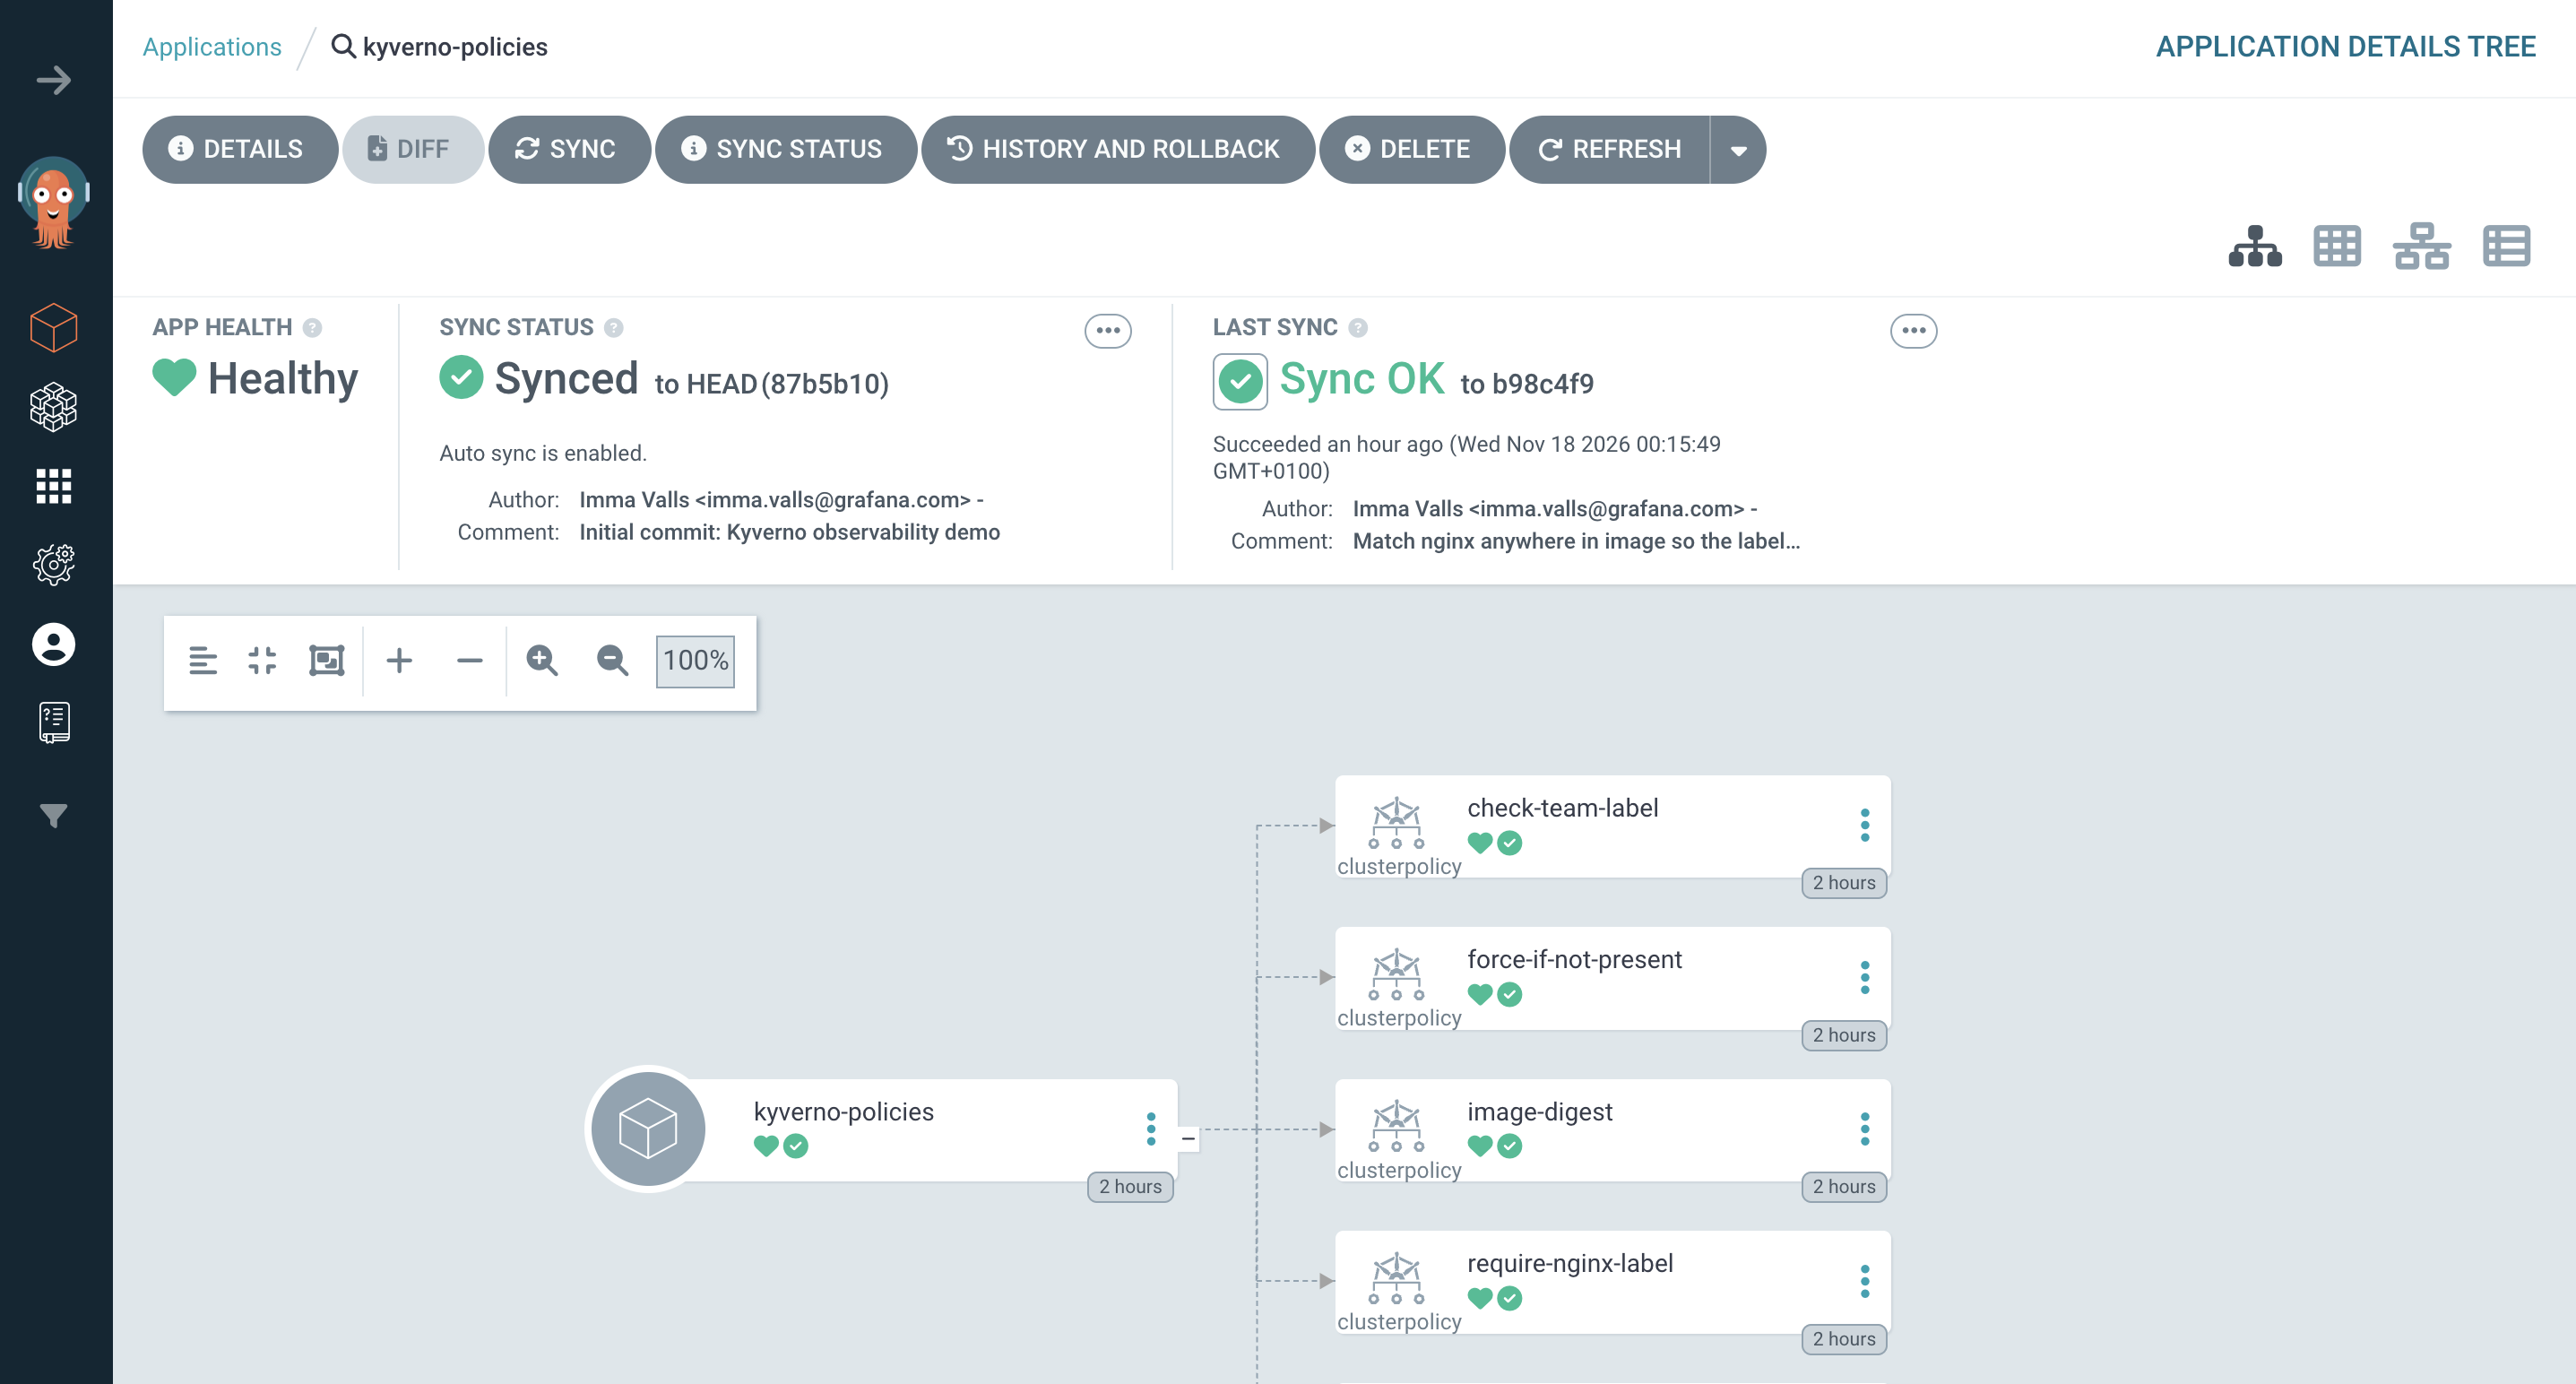 Applications
kyverno-policies
APPLICATION DETAILS TREE
DETAILS
DIFF
SYNC
SYNC STATUS
HISTORY AND ROLLBACK
DELETE
REFRESH
APP HEALTH ?
Healthy
SYNC STATUS ?
Synced to HEAD (87b5b10)
Auto sync is enabled.
Author: Imma Valls <imma.valls@grafana.com> -
Comment: Initial commit: Kyverno observability demo
LAST SYNC ?
Sync OK to b98c4f9
Succeeded an hour ago (Wed Nov 18 2026 00:15:49
GMT+0100)
Author: Imma Valls <imma.valls@grafana.com> -
Comment: Match nginx anywhere in image so the label...
100%
check-team-label
clusterpolicy
2 hours
force-if-not-present
clusterpolicy
2 hours
kyverno-policies
2 hours
image-digest
clusterpolicy
2 hours
require-nginx-label
clusterpolicy
2 hours